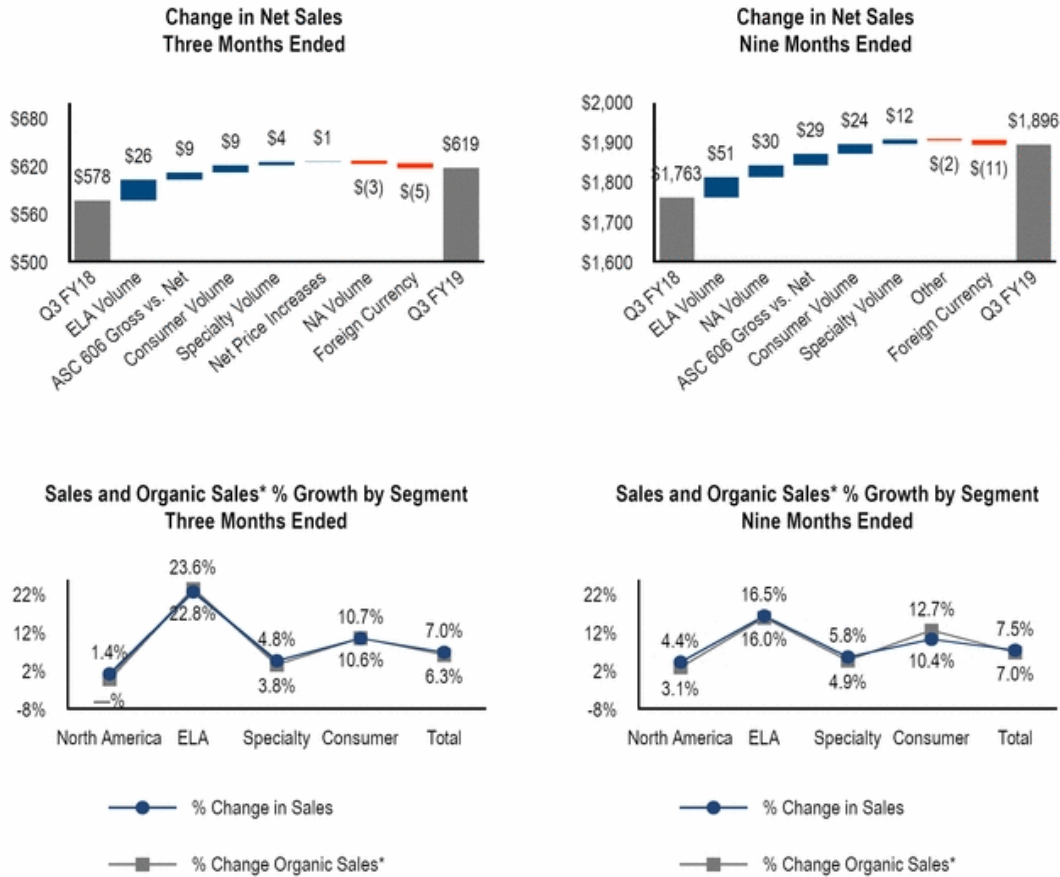 Change in Net Sales
Three Months Ended
$680
$620
$560
$500
$578
$26
$9
$9
$4
$1
$(3)
$(5)
$619
Q3 FY18
ELA Volume
ASC 606 Gross vs. Net
Consumer Volume
Specialty Volume
Net Price Increases
NA Volume
Foreign Currency
Q3 FY19
Change in Net Sales
Nine Months Ended
$2,000
$1,900
$1,800
$1,700
$1,600
$1,763
$51
$30
$29
$24
$12
$(2)
$(11)
$1,896
Q3 FY18
ELA Volume
NA Volume
ASC 606 Gross vs. Net
Consumer Volume
Specialty Volume
Other
Foreign Currency
Q3 FY19
Sales and Organic Sales* % Growth by Segment
Three Months Ended
22%
12%
2%
-8%
1.4%
—%
23.6%
22.8%
4.8%
3.8%
10.7%
10.6%
7.0%
6.3%
North America ELA Specialty Consumer Total
% Change in Sales
% Change Organic Sales*
Sales and Organic Sales* % Growth by Segment
Nine Months Ended
22%
12%
2%
-8%
4.4%
3.1%
16.5%
16.0%
5.8%
4.9%
12.7%
10.4%
7.5%
7.0%
North America ELA Specialty Consumer Total
% Change in Sales
% Change Organic Sales*